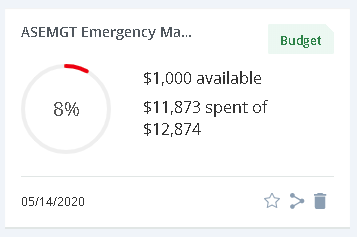 ASEMGT Emergency Ma...
Budget
8%
$1,000 available
$11,873 spent of
$12,874
05/14/2020